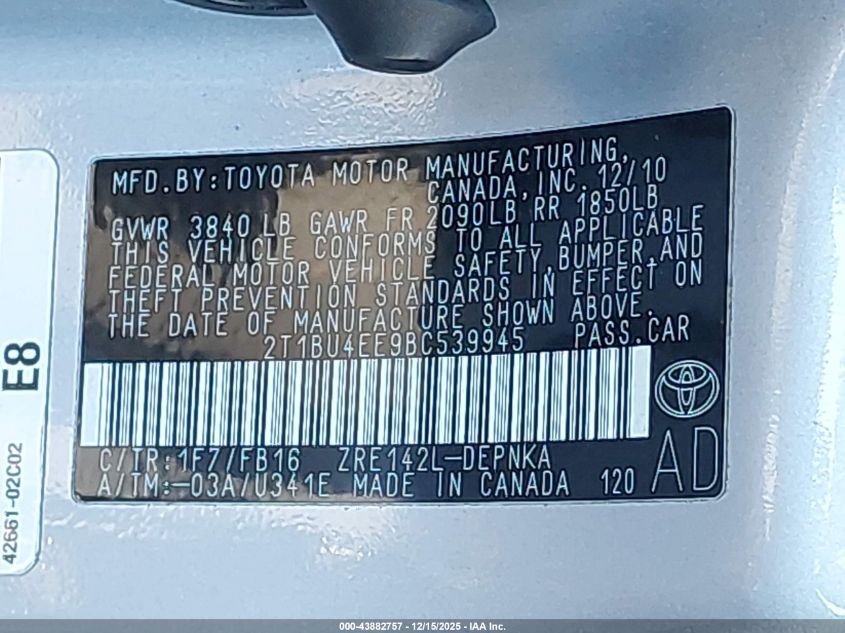 MFD.BY:TOYOTA MOTOR MANUFACTURING,
CANADA, INC. 12/10
GVWR 3840 LB GAWR FR 2090LB RR 1850LB
THIS VEHICLE CONFORMS TO ALL APPLICABLE
FEDERAL MOTOR VEHICLE SAFETY, BUMPER, AND
THEFT PREVENTION STANDARDS IN EFFECT ON
THE DATE OF MANUFACTURE SHOWN ABOVE.
2T1BU4EE9BC539945 PASS.CAR
C/TR:1F7/FB16 ZRE142L-DEPNKA
A/TM:-03A/U341E MADE IN CANADA 120
AD
E8
42661-02C02
000-43882757 - 12/15/2025 - IAA Inc.